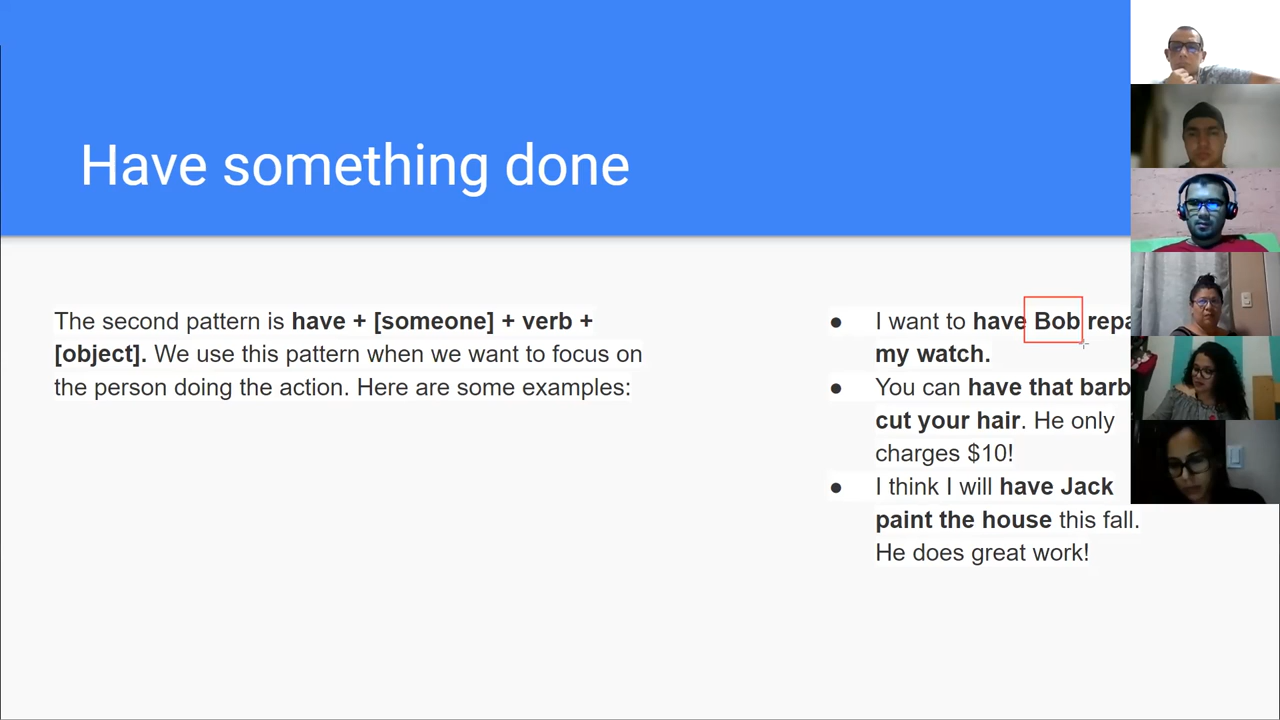 Have something done
The second pattern is have + [someone] + verb +
[object]. We use this pattern when we want to focus on
the person doing the action. Here are some examples:
● I want to have Bob
my watch.
● You can have that
cut your hair. He only
charges $10!
● I think I will have Jack
paint the house this fall.
He does great work!